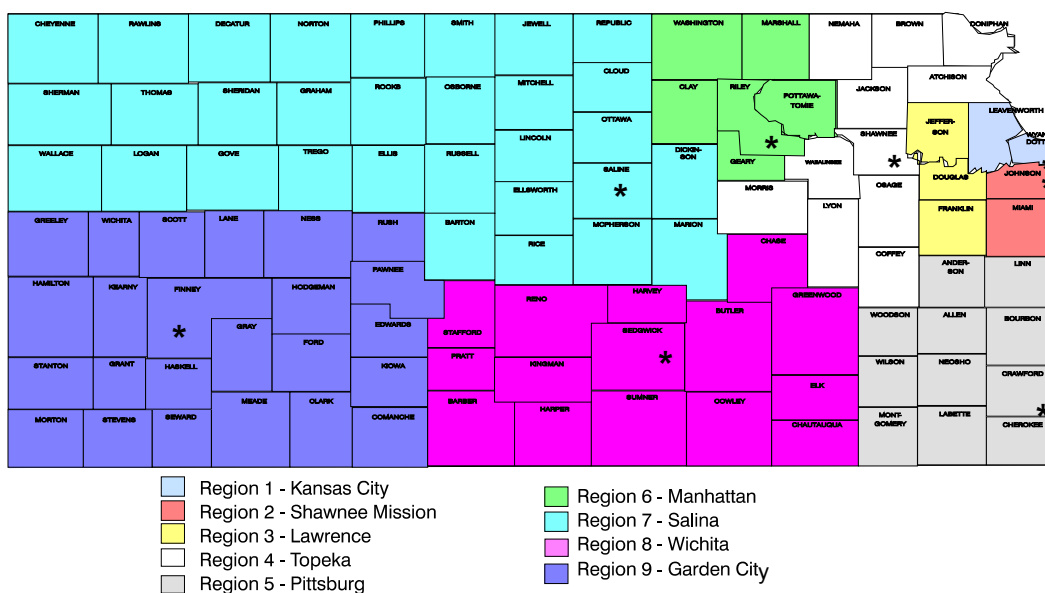 CHEYENNE RAWLINS DECATUR NORTON PHILLIPS SMITH JEWELL REPUBLIC WASHINGTON MARSHALL NEMAHA BROWN DONIPHAN
CLOUD ATCHISON
SHERMAN THOMAS SHERIDAN GRAHAM ROOKS OSBORNE MITCHELL CLAY RILEY POTTAWA-
TOMIE JACKSON LEAVENWORTH
OTTAWA JEFFER-
SON
LINCOLN SHAWNEE WYAN
DOTT
WALLACE LOGAN GOVE TREGO ELLIS RUSSELL DICKIN-
SON
SALINE * GEARY * WABAUNSEE * DOUGLAS JOHNSON *
ELLSWORTH MORRIS OSAGE
LYON FRANKLIN MIAMI
GREELEY WICHITA SCOTT LANE NESS RUSH BARTON RICE MCPHERSON MARION CHASE
COFFEY ANDER-
SON LINN
HAMILTON KEARNY FINNEY HODGEMAN PAWNEE RENO HARVEY GREENWOOD
BUTLER WOODSON ALLEN BOURBON
* GRAY EDWARDS STAFFORD SEDGWICK
FORD *
STANTON GRANT HASKELL KIOWA PRATT KINGMAN WILSON NEOSHO CRAWFORD
ELK
MEADE CLARK BARBER HARPER SUMNER COWLEY
MORTON STEVENS SEWARD COMANCHE CHAUTAUQUA MONT-
GOMERY LABETTE * CHEROKEE
Region 1 - Kansas City
Region 2 - Shawnee Mission
Region 3 - Lawrence
Region 4 - Topeka
Region 5 - Pittsburg
Region 6 - Manhattan
Region 7 - Salina
Region 8 - Wichita
Region 9 - Garden City